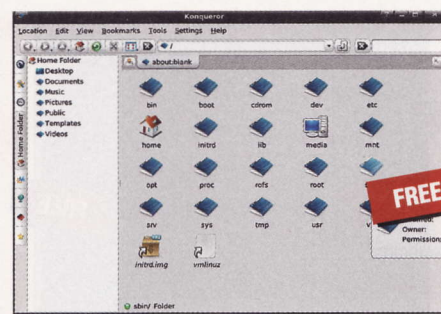 Konqueror
Location Edit View Bookmarks Tools Settings Help
/
Home Folder
Desktop
Documents
Music
Pictures
Public
Templates
Videos
Home Folder
about:blank
bin boot cdrom dev etc
home initrd lib media mnt
opt proc rofs root
srv sys tmp usr v
initrd.img vmlinuz
FREE
Owner:
Permission:
sbin/ Folder